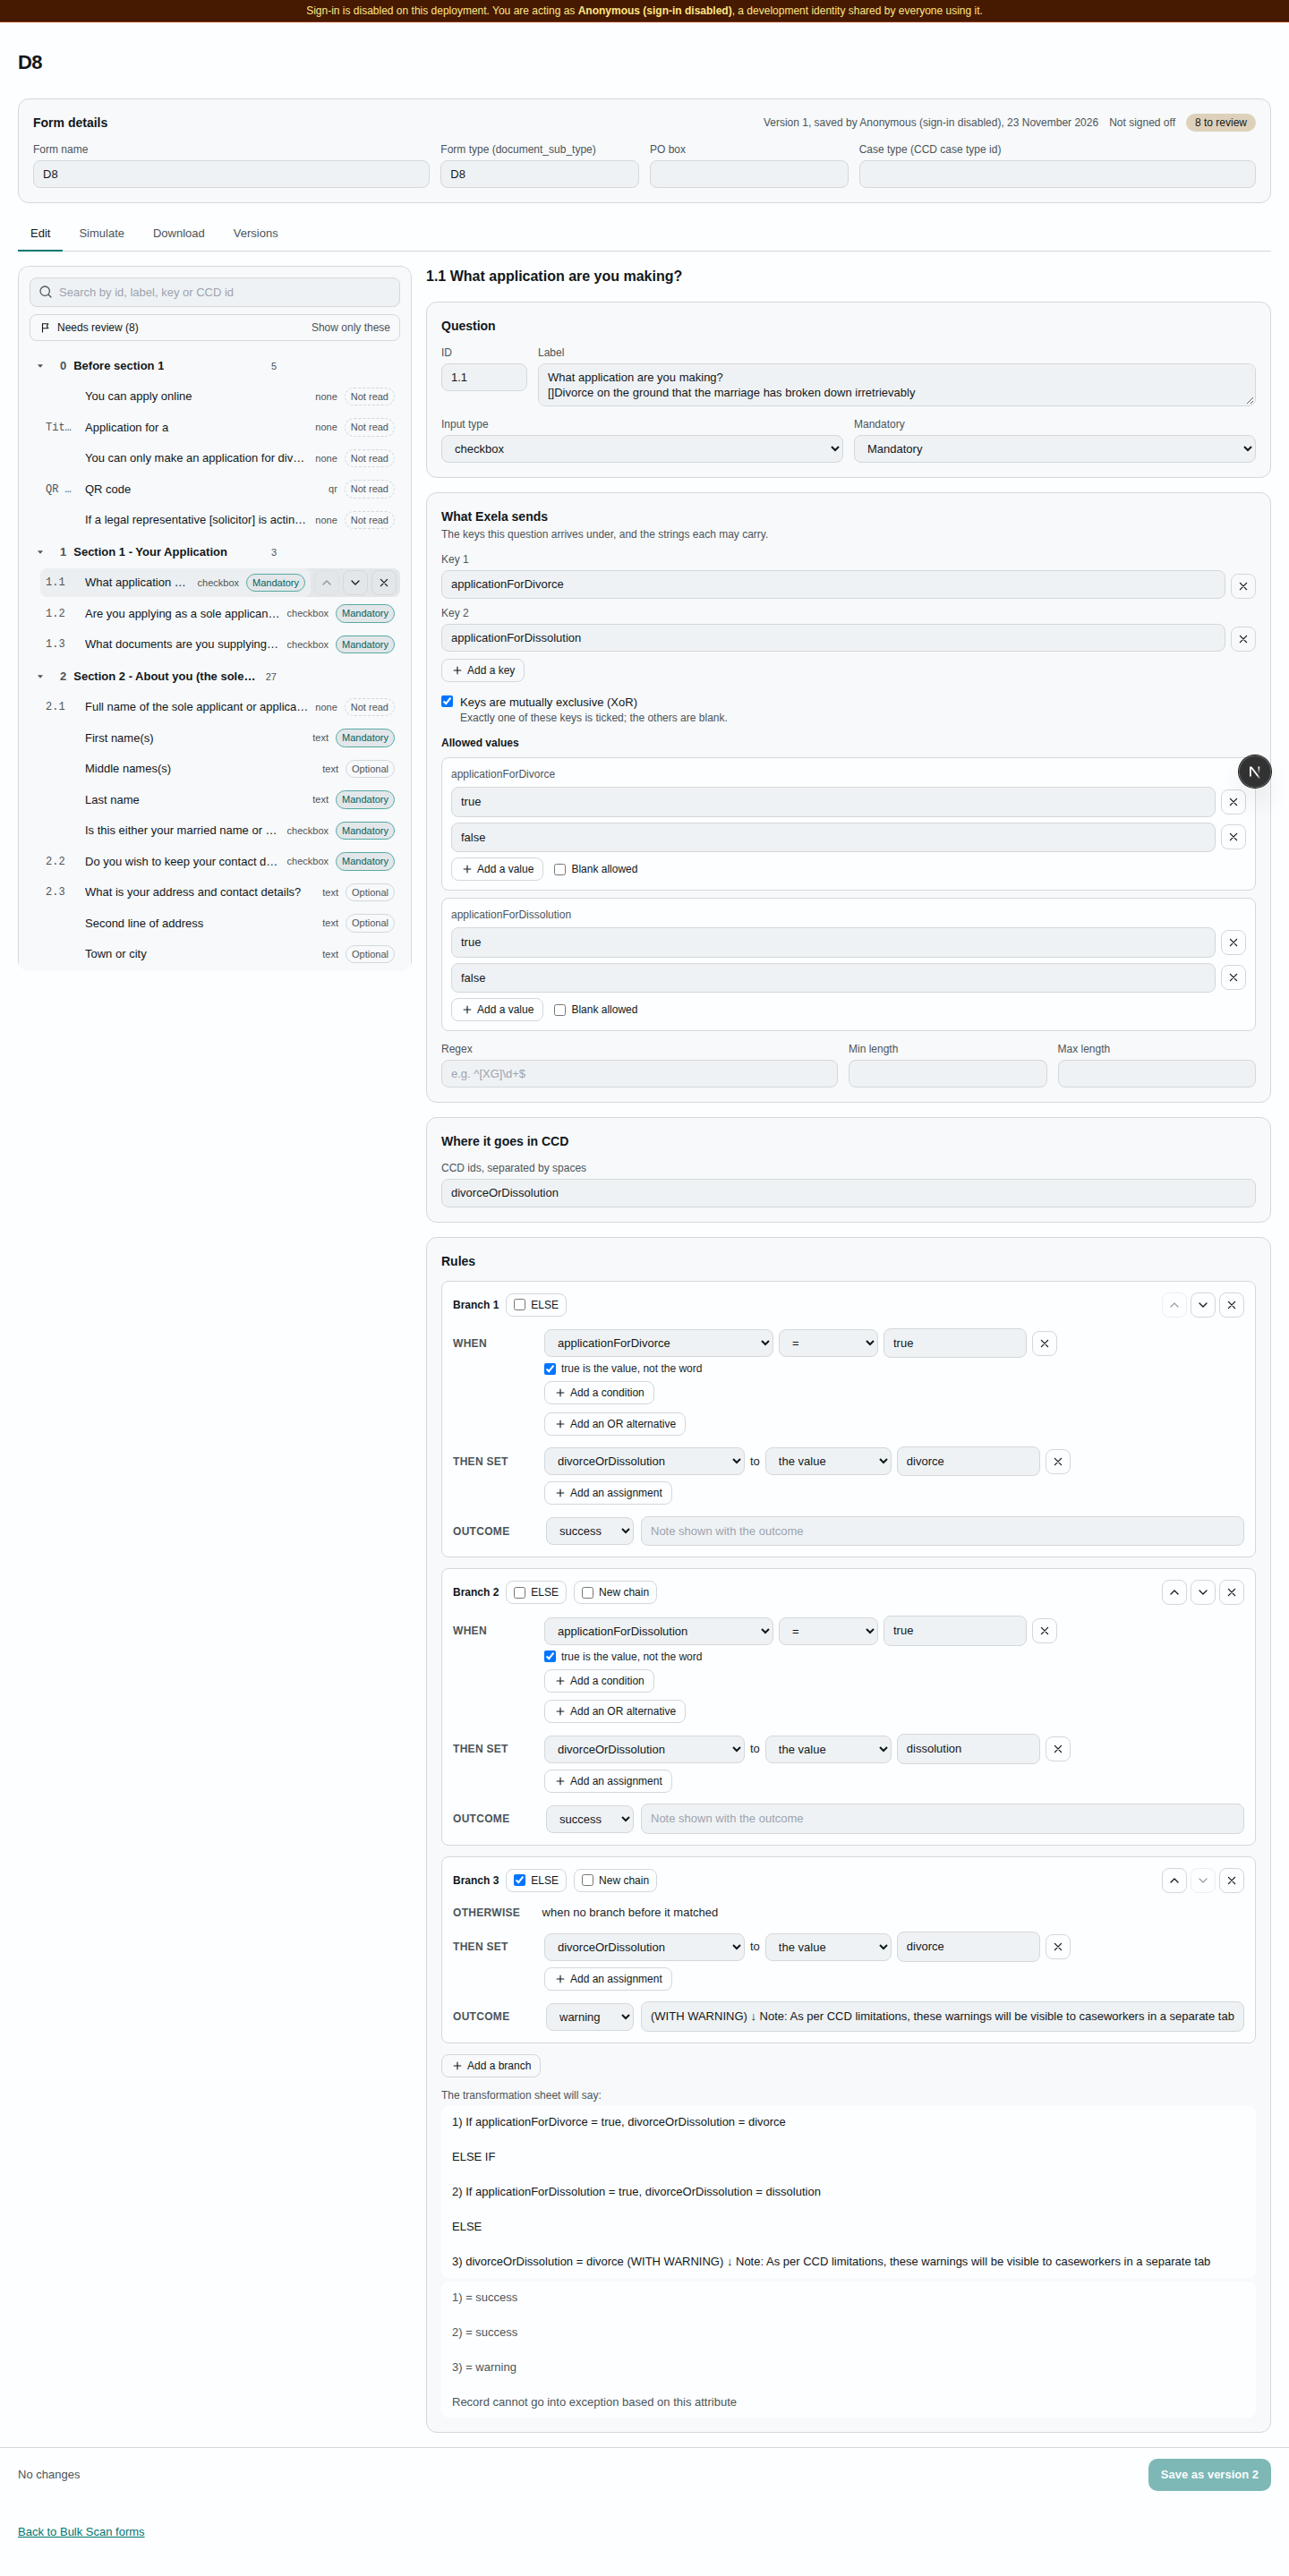 Sign-in is disabled on this deployment. You are acting as Anonymous (sign-in disabled), a development identity shared by everyone using it.
D8
Form details
Version 1, saved by Anonymous (sign-in disabled), 23 November 2026 Not signed off 8 to review
Form name Form type (document_sub_type) PO box Case type (CCD case type id)
D8 D8
Edit Simulate Download Versions
Search by id, label, key or CCD id
Needs review (8) Show only these
0 Before section 1 5
You can apply online none Not read
Tit… Application for a none Not read
You can only make an application for div… none Not read
QR … QR code qr Not read
If a legal representative [solicitor] is actin… none Not read
1 Section 1 - Your Application 3
1.1 What application … checkbox Mandatory
1.2 Are you applying as a sole applican… checkbox Mandatory
1.3 What documents are you supplying… checkbox Mandatory
2 Section 2 - About you (the sole… 27
2.1 Full name of the sole applicant or applica… none Not read
First name(s) text Mandatory
Middle names(s) text Optional
Last name text Mandatory
Is this either your married name or … checkbox Mandatory
2.2 Do you wish to keep your contact d… checkbox Mandatory
2.3 What is your address and contact details? text Optional
Second line of address text Optional
Town or city text Optional
1.1 What application are you making?
Question
ID Label
1.1 What application are you making?
[]Divorce on the ground that the marriage has broken down irretrievably
Input type Mandatory
checkbox Mandatory
What Exela sends
The keys this question arrives under, and the strings each may carry.
Key 1
applicationForDivorce
Key 2
applicationForDissolution
Add a key
Keys are mutually exclusive (XoR)
Exactly one of these keys is ticked; the others are blank.
Allowed values
applicationForDivorce
true
false
Add a value Blank allowed
applicationForDissolution
true
false
Add a value Blank allowed
Regex Min length Max length
e.g. ^[XG]\d+$
Where it goes in CCD
CCD ids, separated by spaces
divorceOrDissolution
Rules
Branch 1 ELSE
WHEN applicationForDivorce = true
true is the value, not the word
Add a condition
Add an OR alternative
THEN SET divorceOrDissolution to the value divorce
Add an assignment
OUTCOME success Note shown with the outcome
Branch 2 ELSE New chain
WHEN applicationForDissolution = true
true is the value, not the word
Add a condition
Add an OR alternative
THEN SET divorceOrDissolution to the value dissolution
Add an assignment
OUTCOME success Note shown with the outcome
Branch 3 ELSE New chain
OTHERWISE when no branch before it matched
THEN SET divorceOrDissolution to the value divorce
Add an assignment
OUTCOME warning (WITH WARNING) ↓ Note: As per CCD limitations, these warnings will be visible to caseworkers in a separate tab
Add a branch
The transformation sheet will say:
1) If applicationForDivorce = true, divorceOrDissolution = divorce
ELSE IF
2) If applicationForDissolution = true, divorceOrDissolution = dissolution
ELSE
3) divorceOrDissolution = divorce (WITH WARNING) ↓ Note: As per CCD limitations, these warnings will be visible to caseworkers in a separate tab
1) = success
2) = success
3) = warning
Record cannot go into exception based on this attribute
No changes Save as version 2
Back to Bulk Scan forms